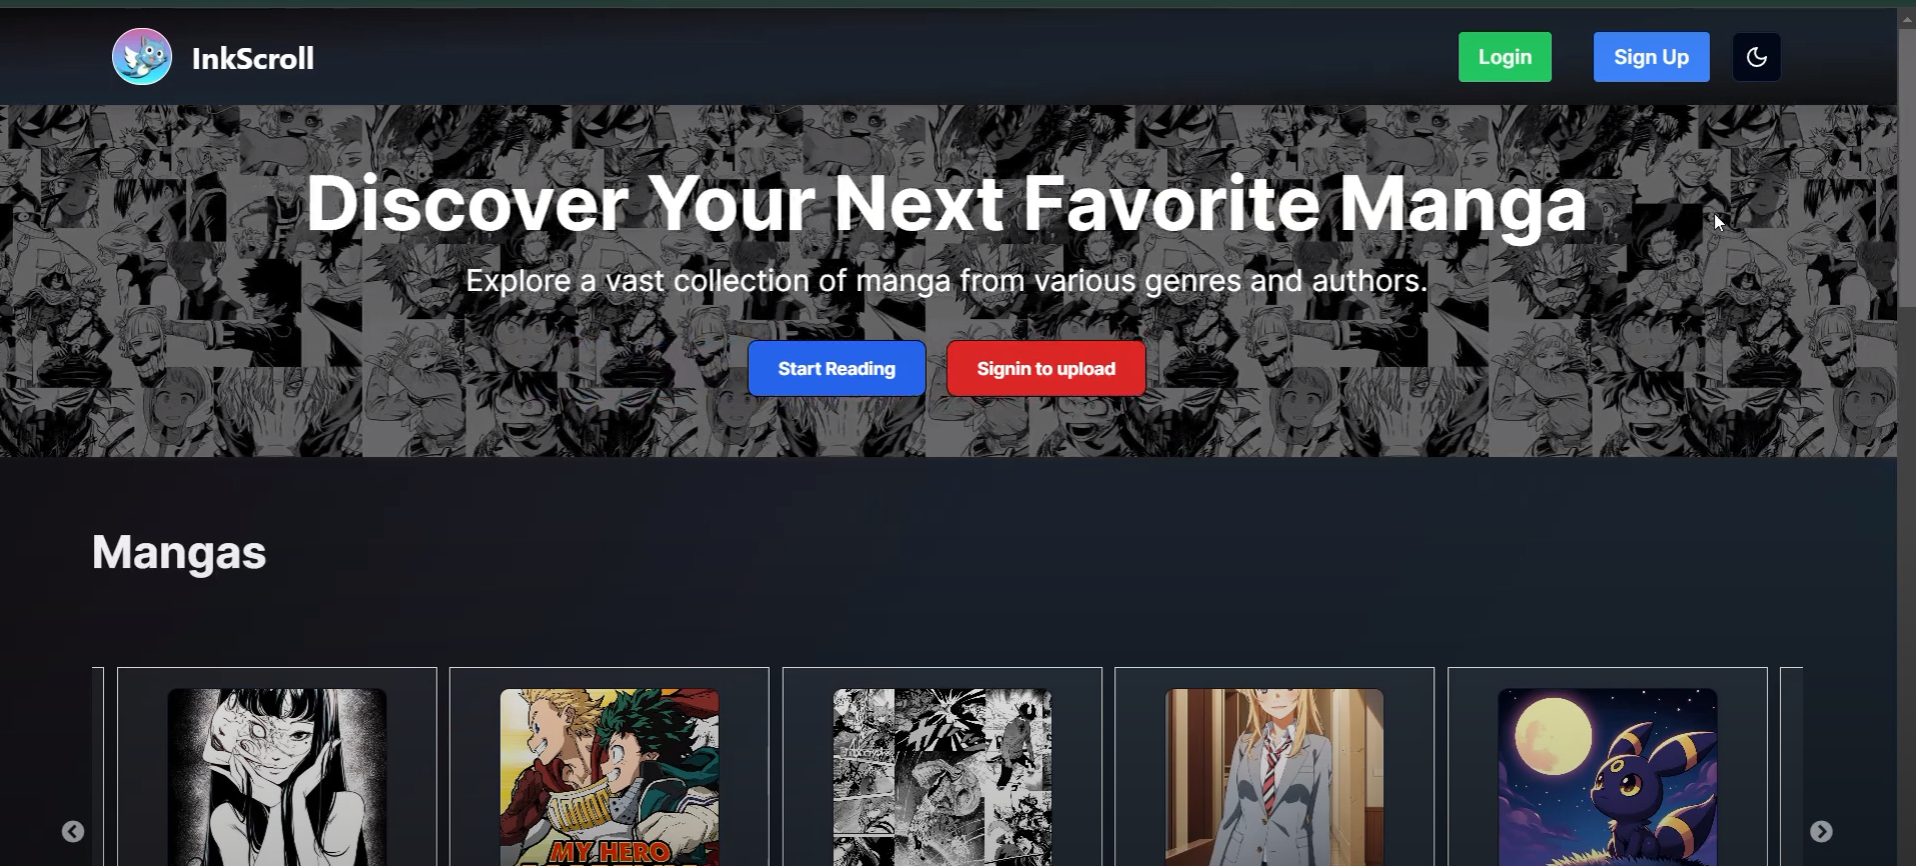 InkScroll
Login
Sign Up
Discover Your Next Favorite Manga
Explore a vast collection of manga from various genres and authors.
Start Reading
Signin to upload
Mangas
MY HERO